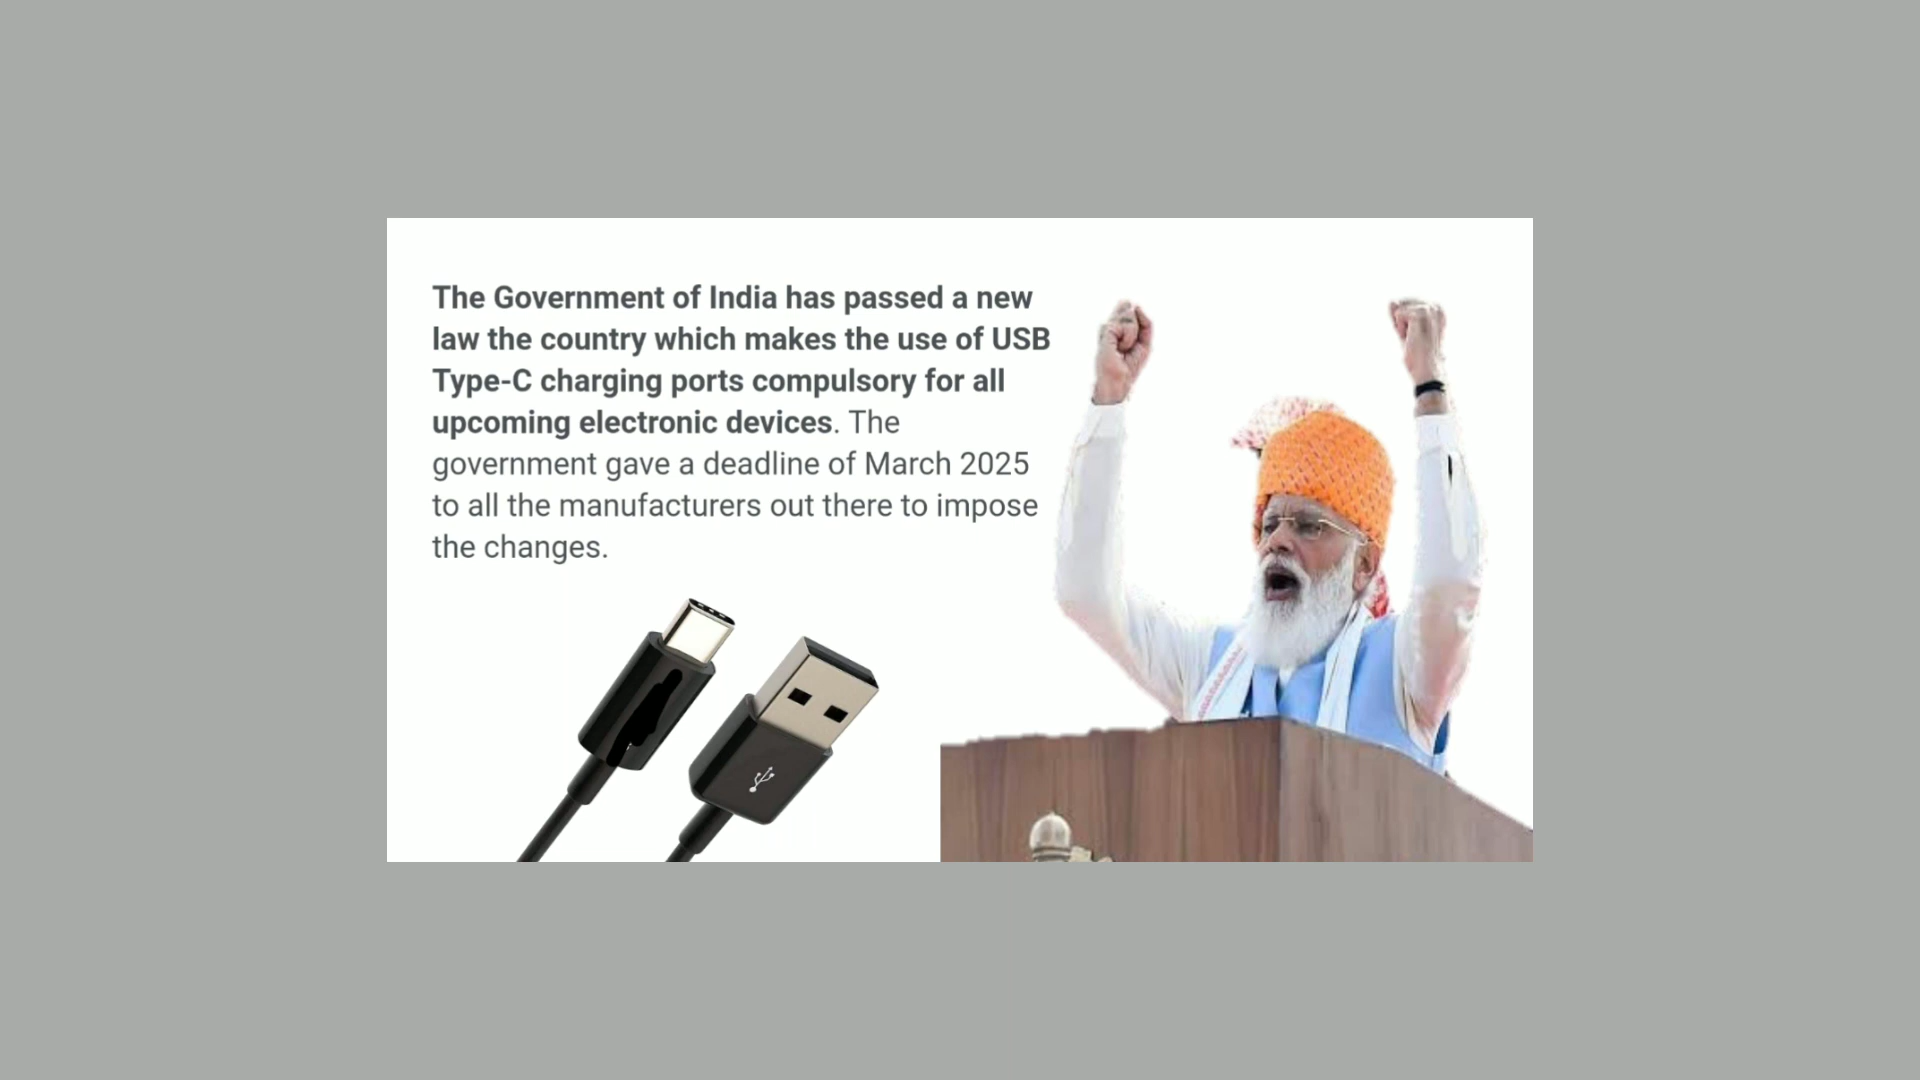 The Government of India has passed a new
law the country which makes the use of USB
Type-C charging ports compulsory for all
upcoming electronic devices. The
government gave a deadline of March 2025
to all the manufacturers out there to impose
the changes.